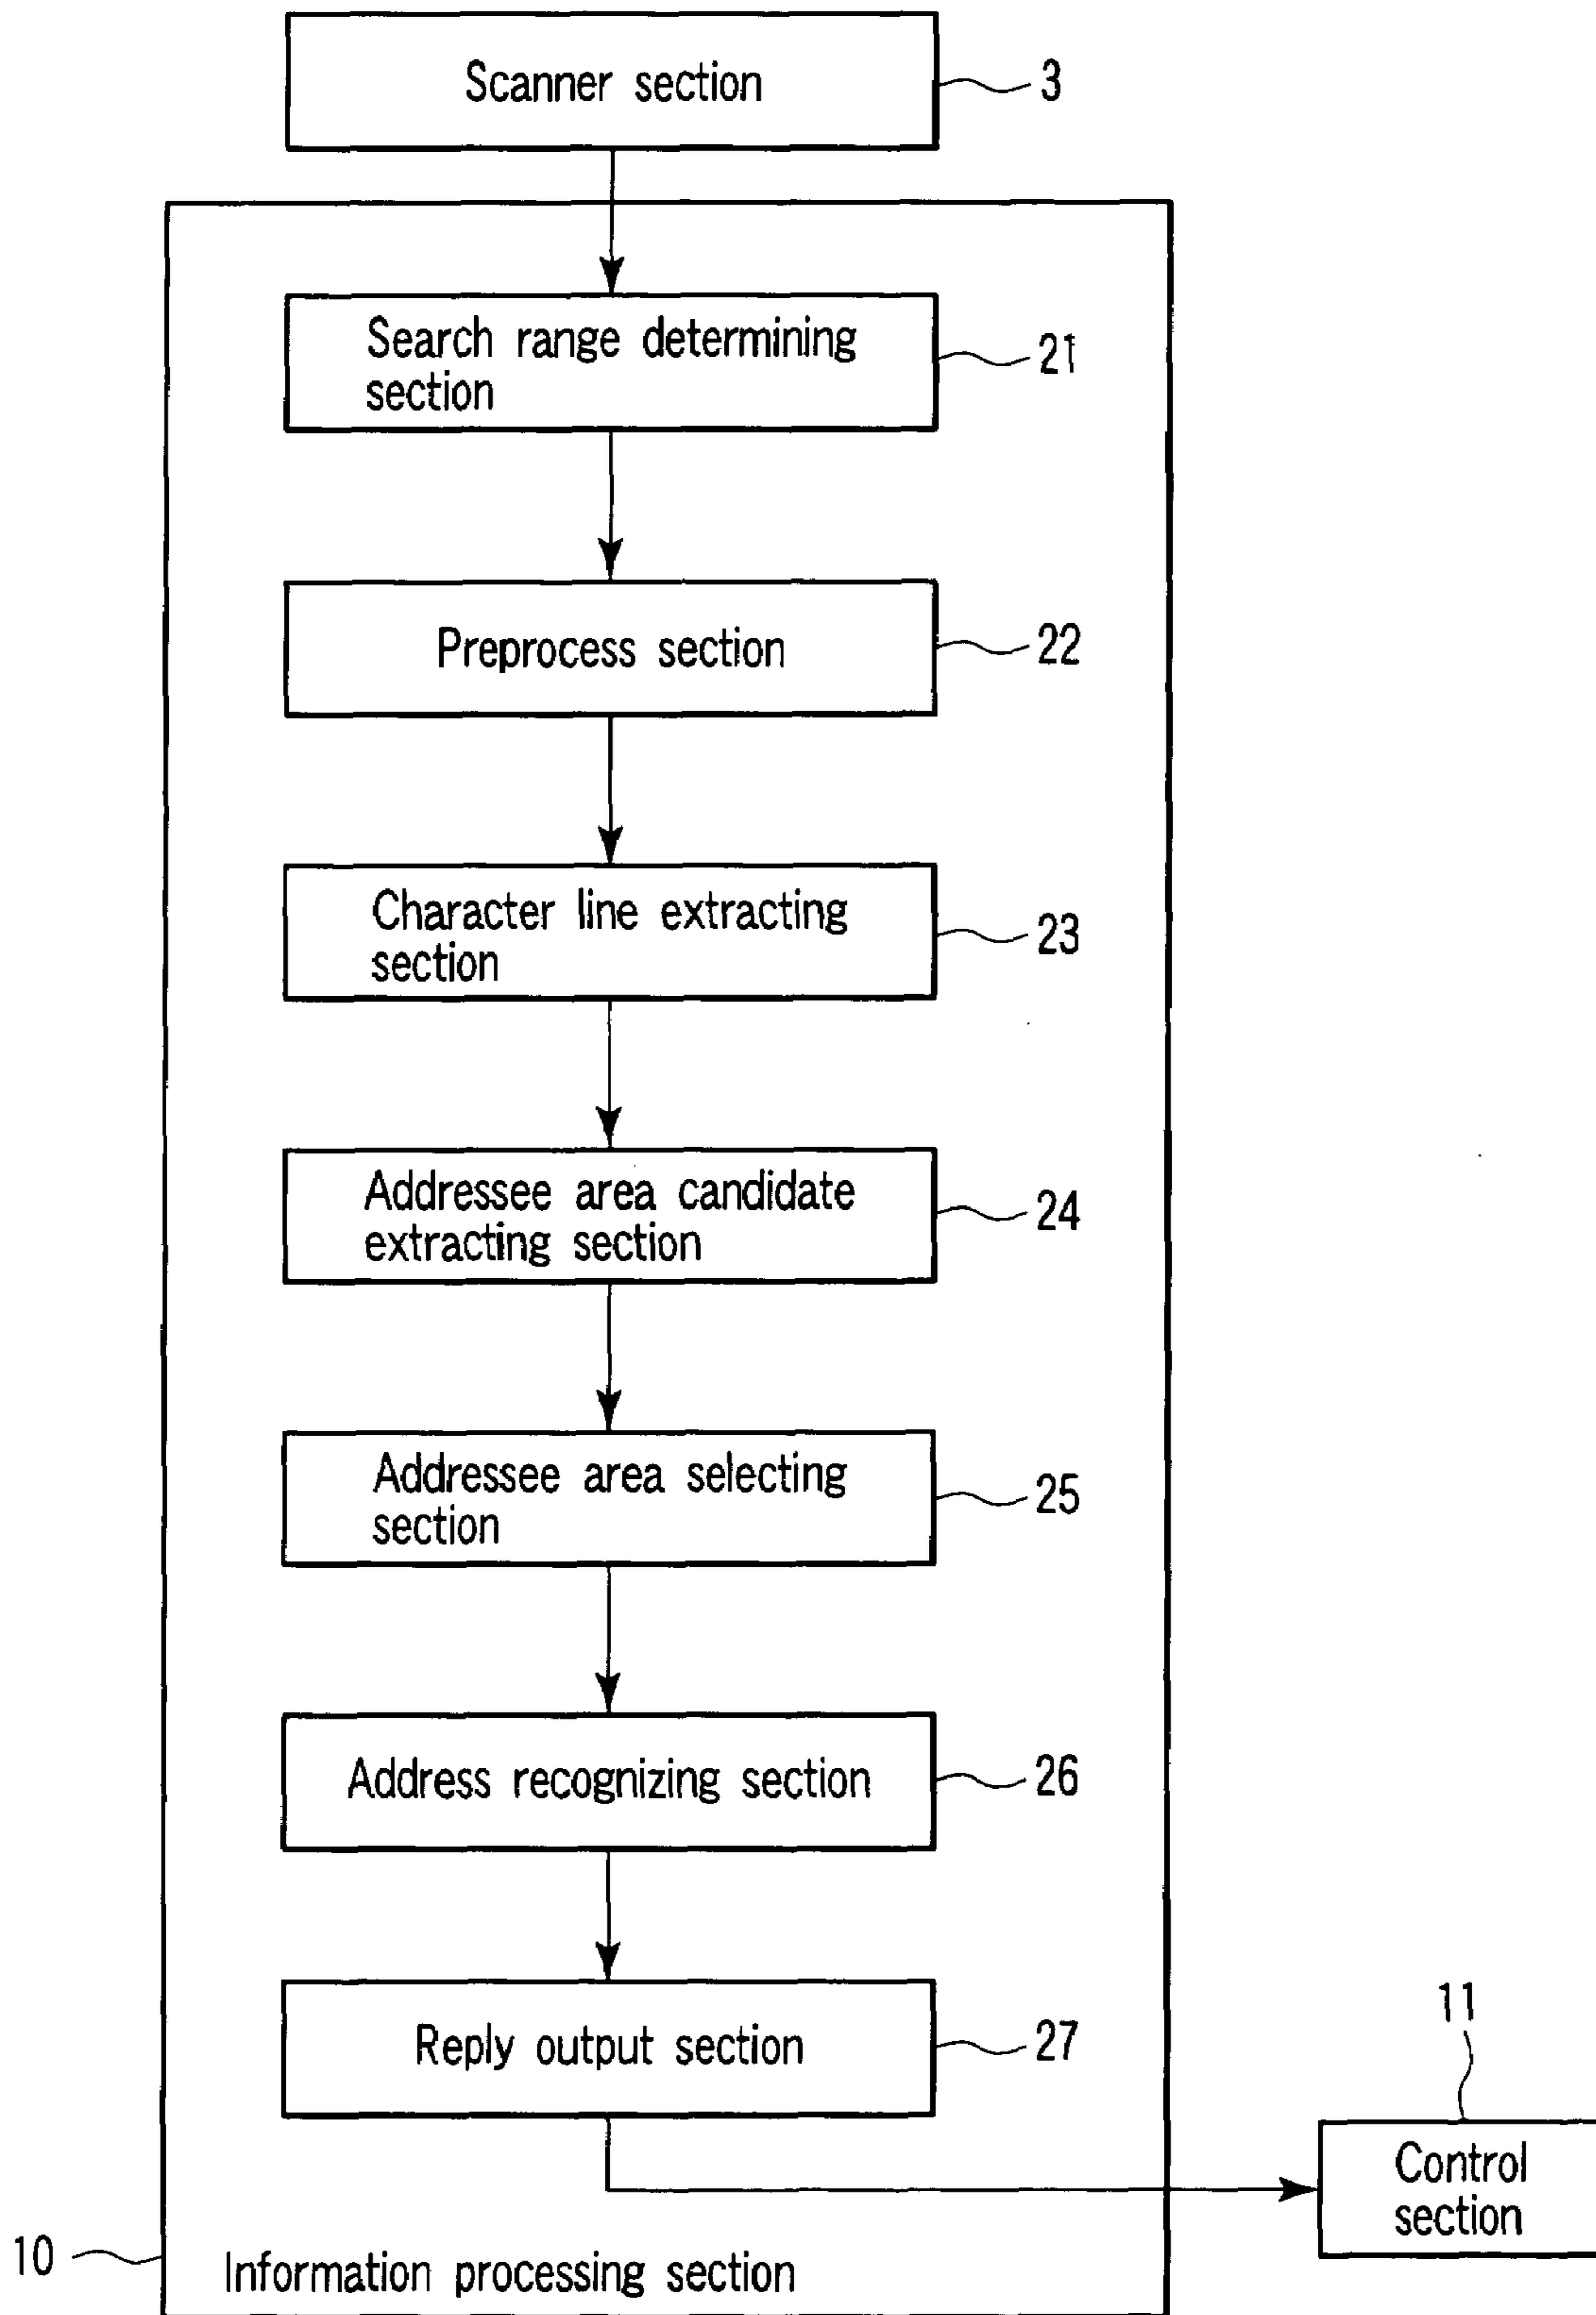 Scanner section
3
Search range determining
section
21
Preprocess section
22
Character line extracting
section
23
Addressee area candidate
extracting section
24
Addressee area selecting
section
25
Address recognizing section
26
Reply output section
27
11
Control
section
10
Information processing section